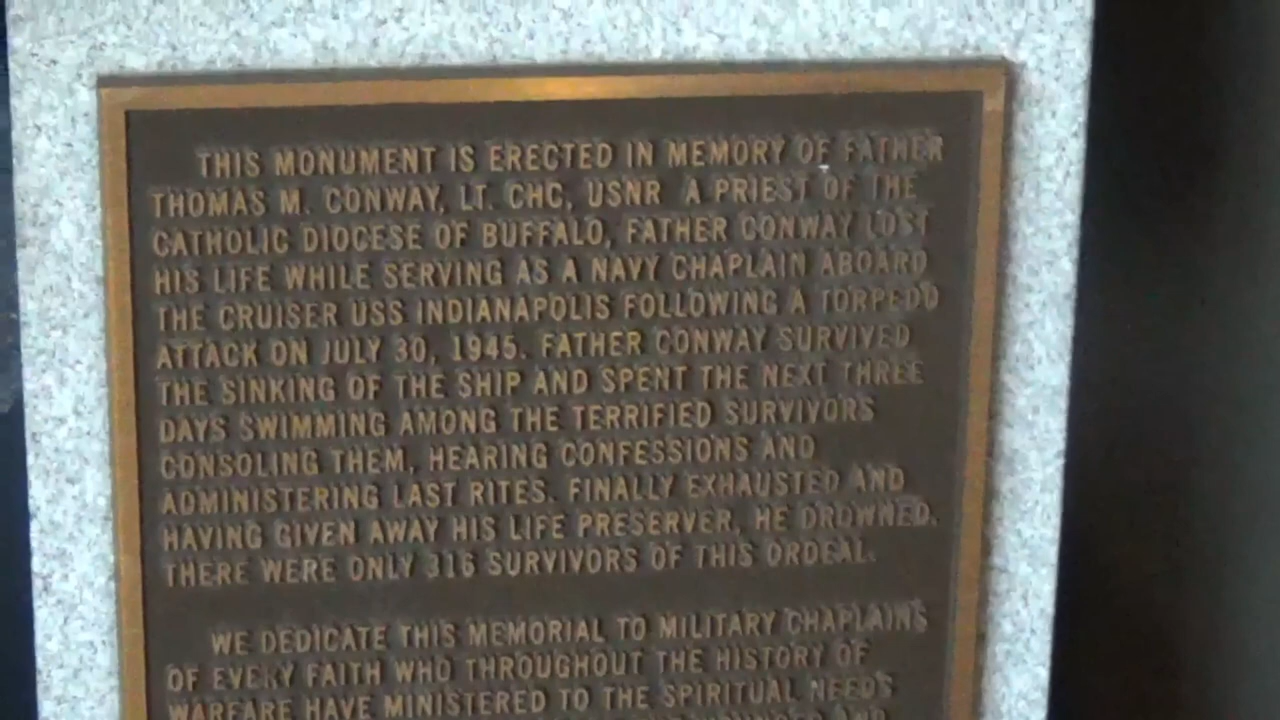 THIS MONUMENT IS ERECTED IN MEMORY OF FATHER
THOMAS M. CONWAY, LT. CHC, USNR A PRIEST OF THE
CATHOLIC DIOCESE OF BUFFALO, FATHER CONWAY LOST
HIS LIFE WHILE SERVING AS A NAVY CHAPLAIN ABOARD
THE CRUISER USS INDIANAPOLIS FOLLOWING A TORPEDO
ATTACK ON JULY 30, 1945. FATHER CONWAY SURVIVED
THE SINKING OF THE SHIP AND SPENT THE NEXT THREE
DAYS SWIMMING AMONG THE TERRIFIED SURVIVORS
CONSOLING THEM, HEARING CONFESSIONS AND
ADMINISTERING LAST RITES. FINALLY EXHAUSTED AND
HAVING GIVEN AWAY HIS LIFE PRESERVER, HE DROWNED.
THERE WERE ONLY 316 SURVIVORS OF THIS ORDEAL.
WE DEDICATE THIS MEMORIAL TO MILITARY CHAPLAINS
OF EVERY FAITH WHO THROUGHOUT THE HISTORY OF
WARFARE HAVE MINISTERED TO THE SPIRITUAL NEEDS
AND